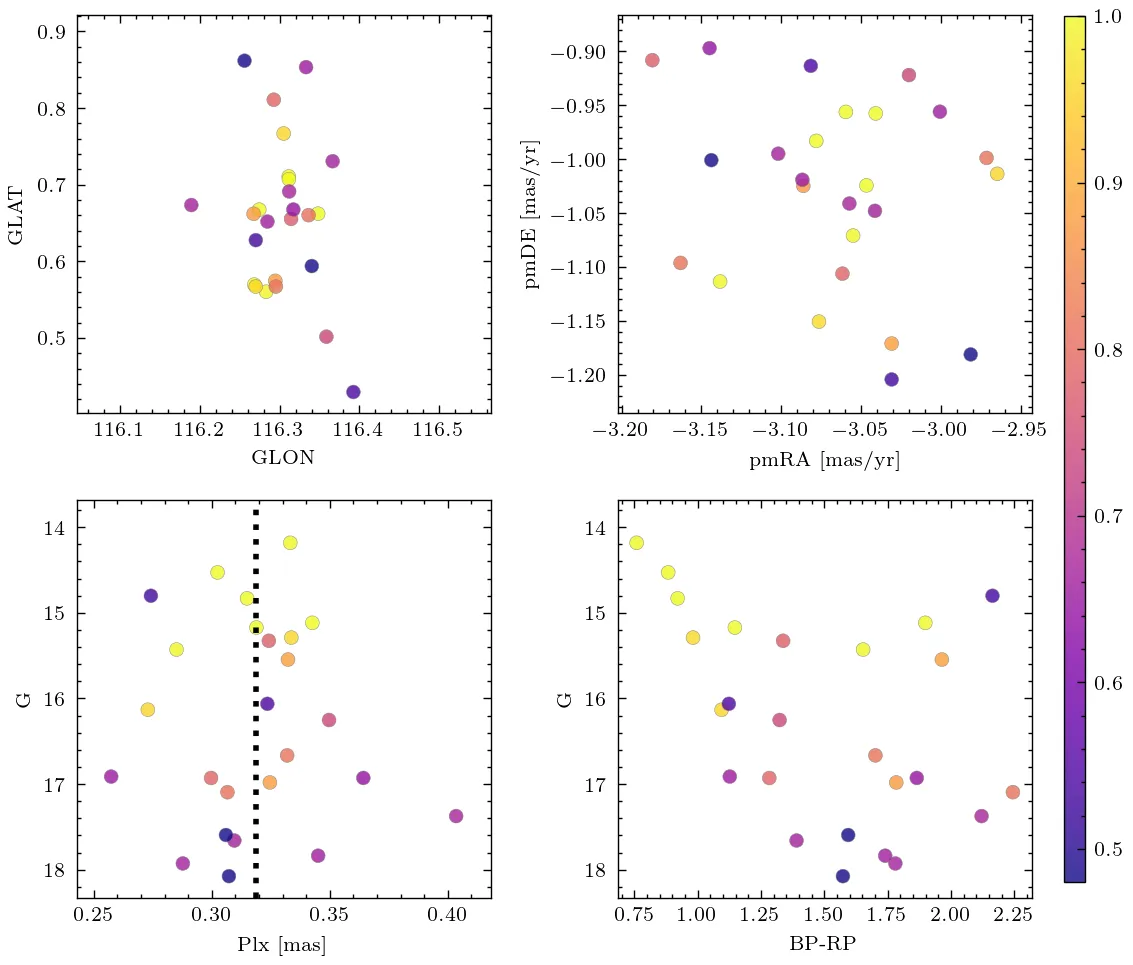 0.9
0.8
0.7
0.6
0.5
GLAT
116.1 116.2 116.3 116.4 116.5
GLON
−0.90
−0.95
−1.00
−1.05
−1.10
−1.15
−1.20
pmDE [mas/yr]
−3.20 −3.15 −3.10 −3.05 −3.00 −2.95
pmRA [mas/yr]
14
15
16
17
18
G
0.25 0.30 0.35 0.40
Plx [mas]
14
15
16
17
18
G
0.75 1.00 1.25 1.50 1.75 2.00 2.25
BP-RP
1.0
0.9
0.8
0.7
0.6
0.5